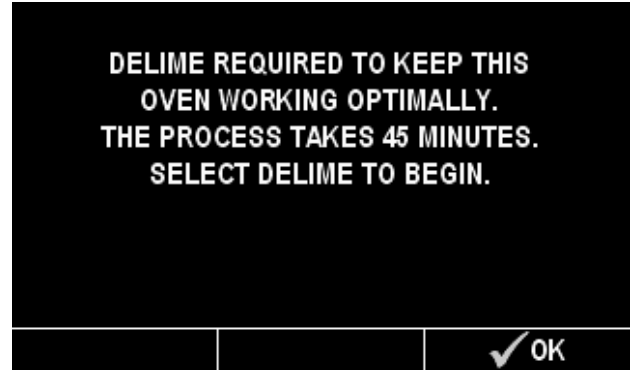 DELIME REQUIRED TO KEEP THIS
OVEN WORKING OPTIMALLY.
THE PROCESS TAKES 45 MINUTES.
SELECT DELIME TO BEGIN.
OK